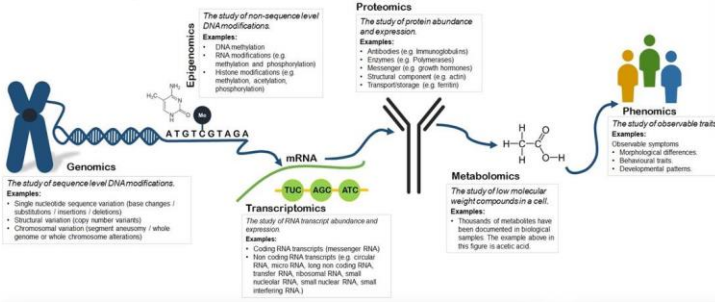 Genomics
The study of sequence level DNA modifications.
Examples:
• Single nucleotide sequence variation (base changes /
substitutions / insertions / deletions)
• Structural variation (copy number variants)
• Chromosomal variation (segment aneusomy / whole
genome or whole chromosome alterations)
Epigenomics
The study of non-sequence level
DNA modifications.
Examples:
• DNA methylation
• RNA modifications (e.g.
methylation and phosphorylation)
• Histone modifications (e.g.
methylation, acetylation,
phosphorylation)
NH₂
H₃C
N
O
Me
ATGTCGTAGA
mRNA
TUC AGC ATC
Transcriptomics
The study of RNA transcript abundance and
expression.
Examples:
• Coding RNA transcripts (messenger RNA)
• Non coding RNA transcripts (e.g. circular
RNA, micro RNA, long non coding RNA,
transfer RNA, ribosomal RNA, small
nucleolar RNA, small nuclear RNA, small
interfering RNA.)
Proteomics
The study of protein abundance
and expression.
Examples:
• Antibodies (e.g. Immunoglobulins)
• Enzymes (e.g. Polymerases)
• Messenger (e.g. growth hormones)
• Structural component (e.g. actin)
• Transport/storage (e.g. ferritin)
H
H C C O
H O H
Metabolomics
The study of low molecular
weight compounds in a cell.
Examples:
• Thousands of metabolites have
been documented in biological
samples. The example above in
this figure is acetic acid.
Phenomics
The study of observable traits
Examples:
Observable symptoms
• Morphological differences.
• Behavioural traits.
• Developmental patterns.